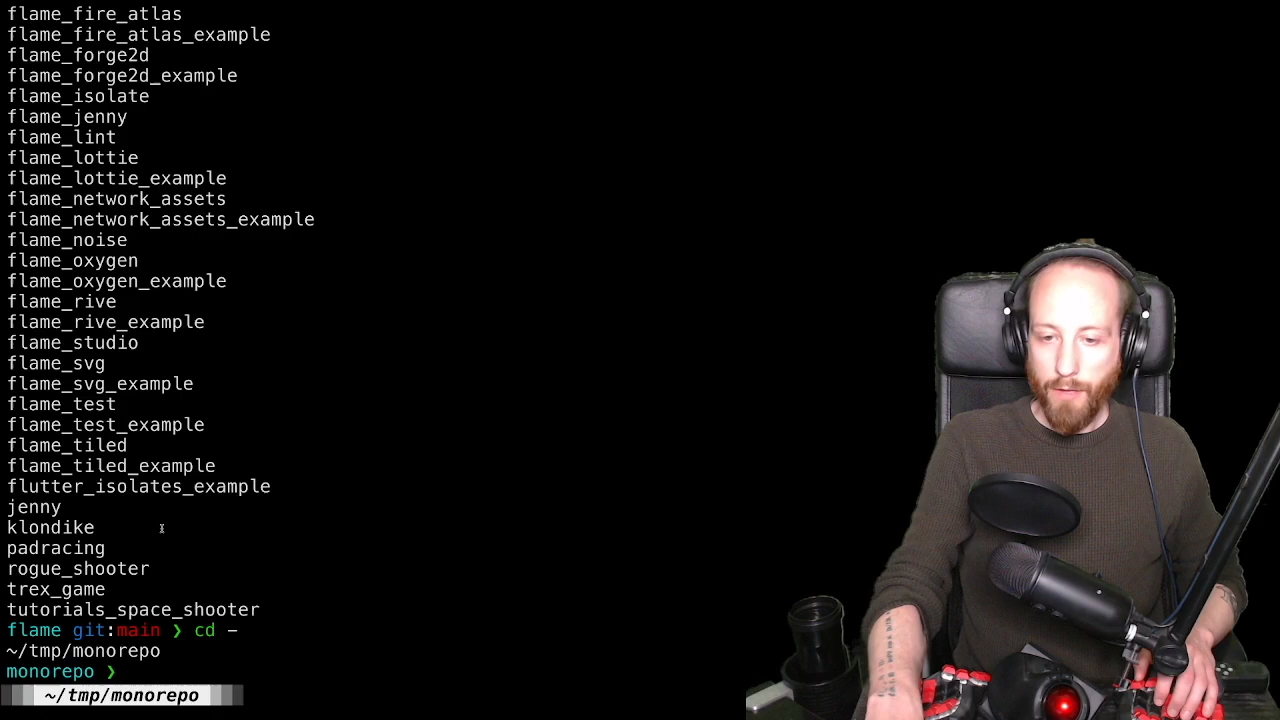 flame_fire_atlas
flame_fire_atlas_example
flame_forge2d
flame_forge2d_example
flame_isolate
flame_jenny
flame_lint
flame_lottie
flame_lottie_example
flame_network_assets
flame_network_assets_example
flame_noise
flame_oxygen
flame_oxygen_example
flame_rive
flame_rive_example
flame_studio
flame_svg
flame_svg_example
flame_test
flame_test_example
flame_tiled
flame_tiled_example
flutter_isolates_example
jenny
klondike
padracing
rogue_shooter
trex_game
tutorials_space_shooter
flame git:main ❯ cd -
~/tmp/monorepo
monorepo ❯
~/tmp/monorepo